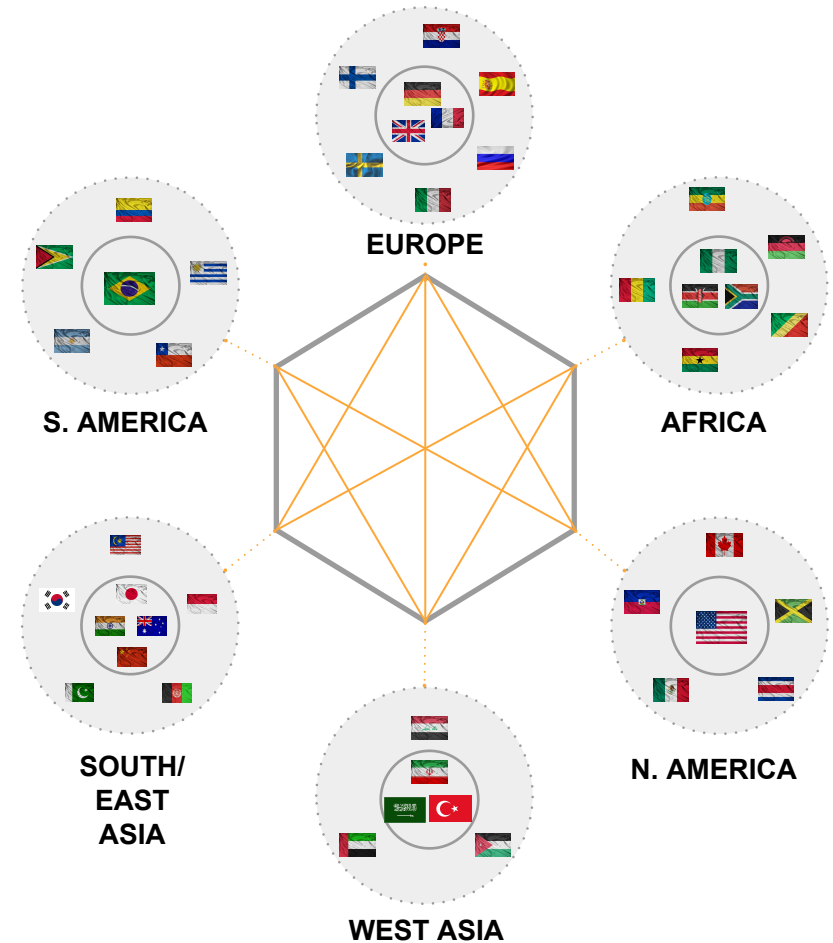 EUROPE
S. AMERICA
AFRICA
SOUTH/
EAST
ASIA
N. AMERICA
WEST ASIA